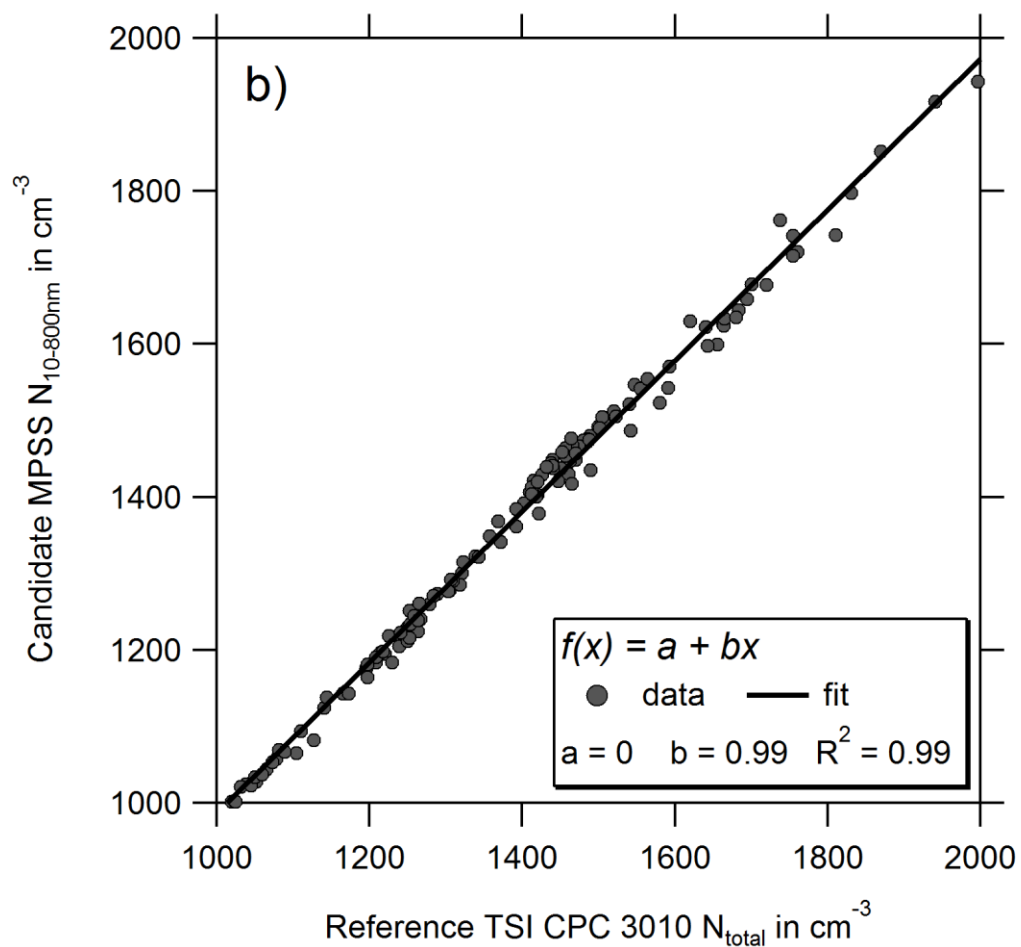 b)
2000
1800
1600
1400
1200
1000
Candidate MPSS N10-800nm in cm-3
f(x) = a + bx
data fit
a = 0 b = 0.99 R2 = 0.99
1000 1200 1400 1600 1800 2000
Reference TSI CPC 3010 Ntotal in cm-3